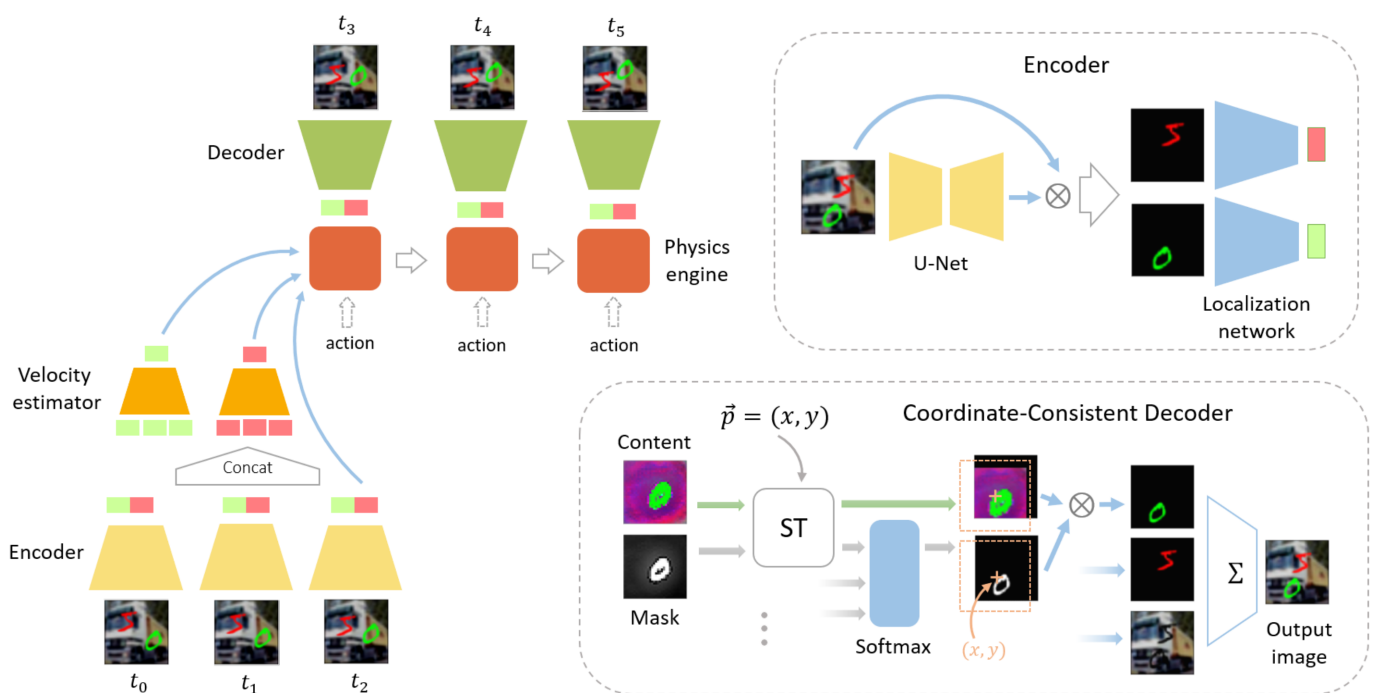 t₃
t₄
t₅
Decoder
Physics
engine
action
action
action
Velocity
estimator
Concat
Encoder
t₀
t₁
t₂
Encoder
U-Net
Localization
network
Coordinate-Consistent Decoder
p⃗ = (x, y)
Content
ST
Mask
Softmax
(x, y)
Σ
Output
image